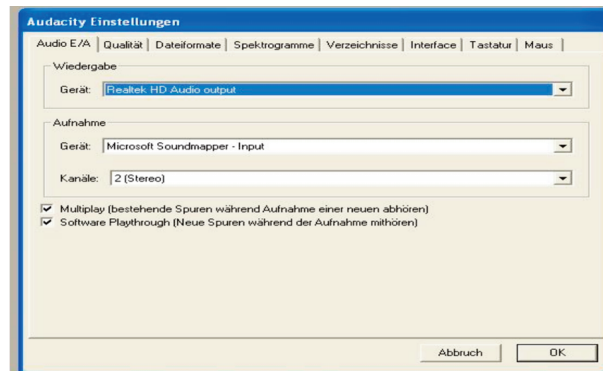 Audacity Einstellungen
Audio E/A Qualität Dateiformate Spektrogramme Verzeichnisse Interface Tastatur Maus
Wiedergabe
Gerät: Realtek HD Audio output
Aufnahme
Gerät: Microsoft Soundmapper - Input
Kanäle: 2 (Stereo)
Multiplay (bestehende Spuren während Aufnahme einer neuen abhören)
Software Playthrough (Neue Spuren während der Aufnahme mithören)
Abbruch OK